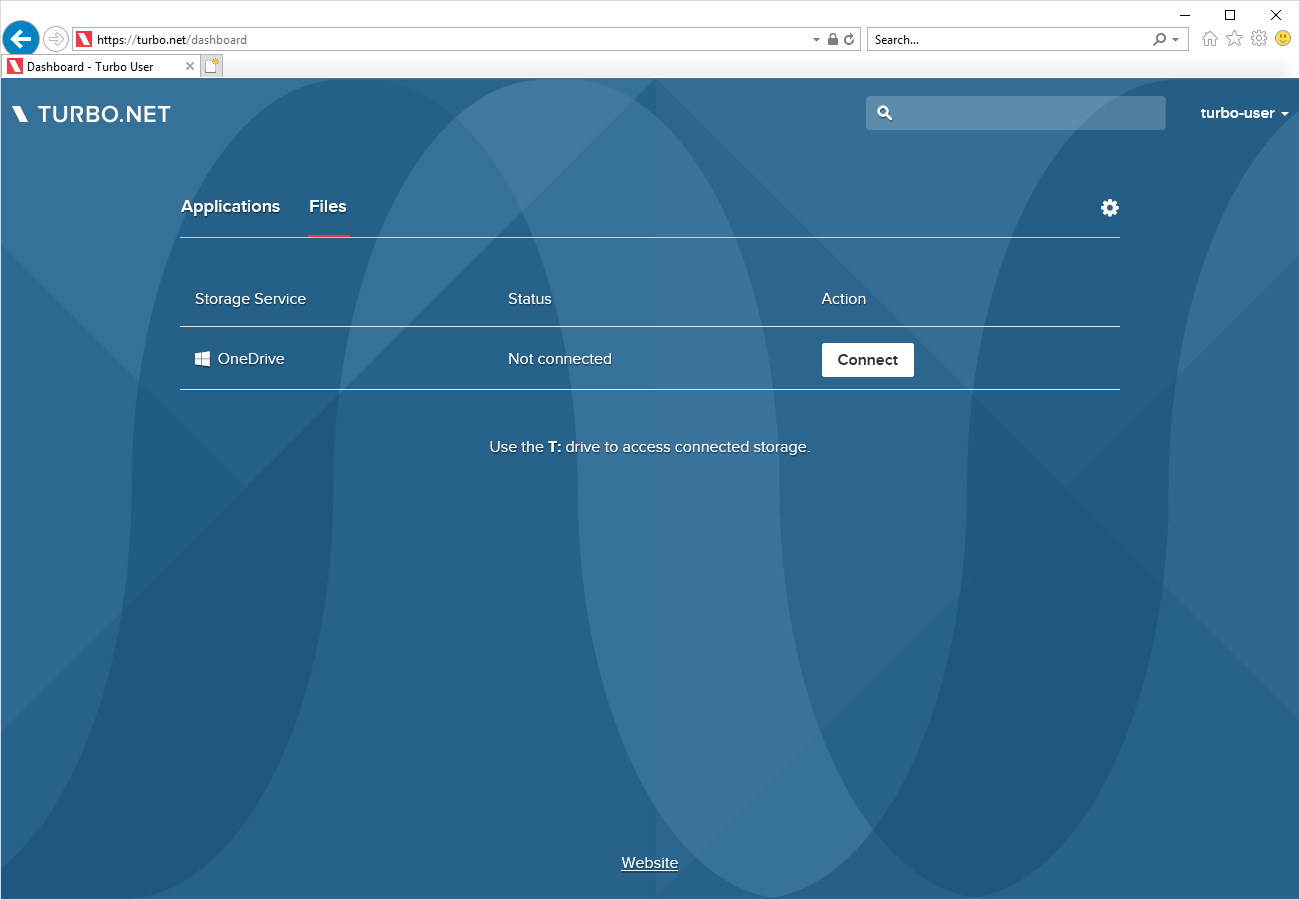 https://turbo.net/dashboard
Search...
Dashboard - Turbo User
TURBO.NET
turbo-user
Applications Files
Storage Service Status Action
OneDrive Not connected Connect
Use the T: drive to access connected storage.
Website